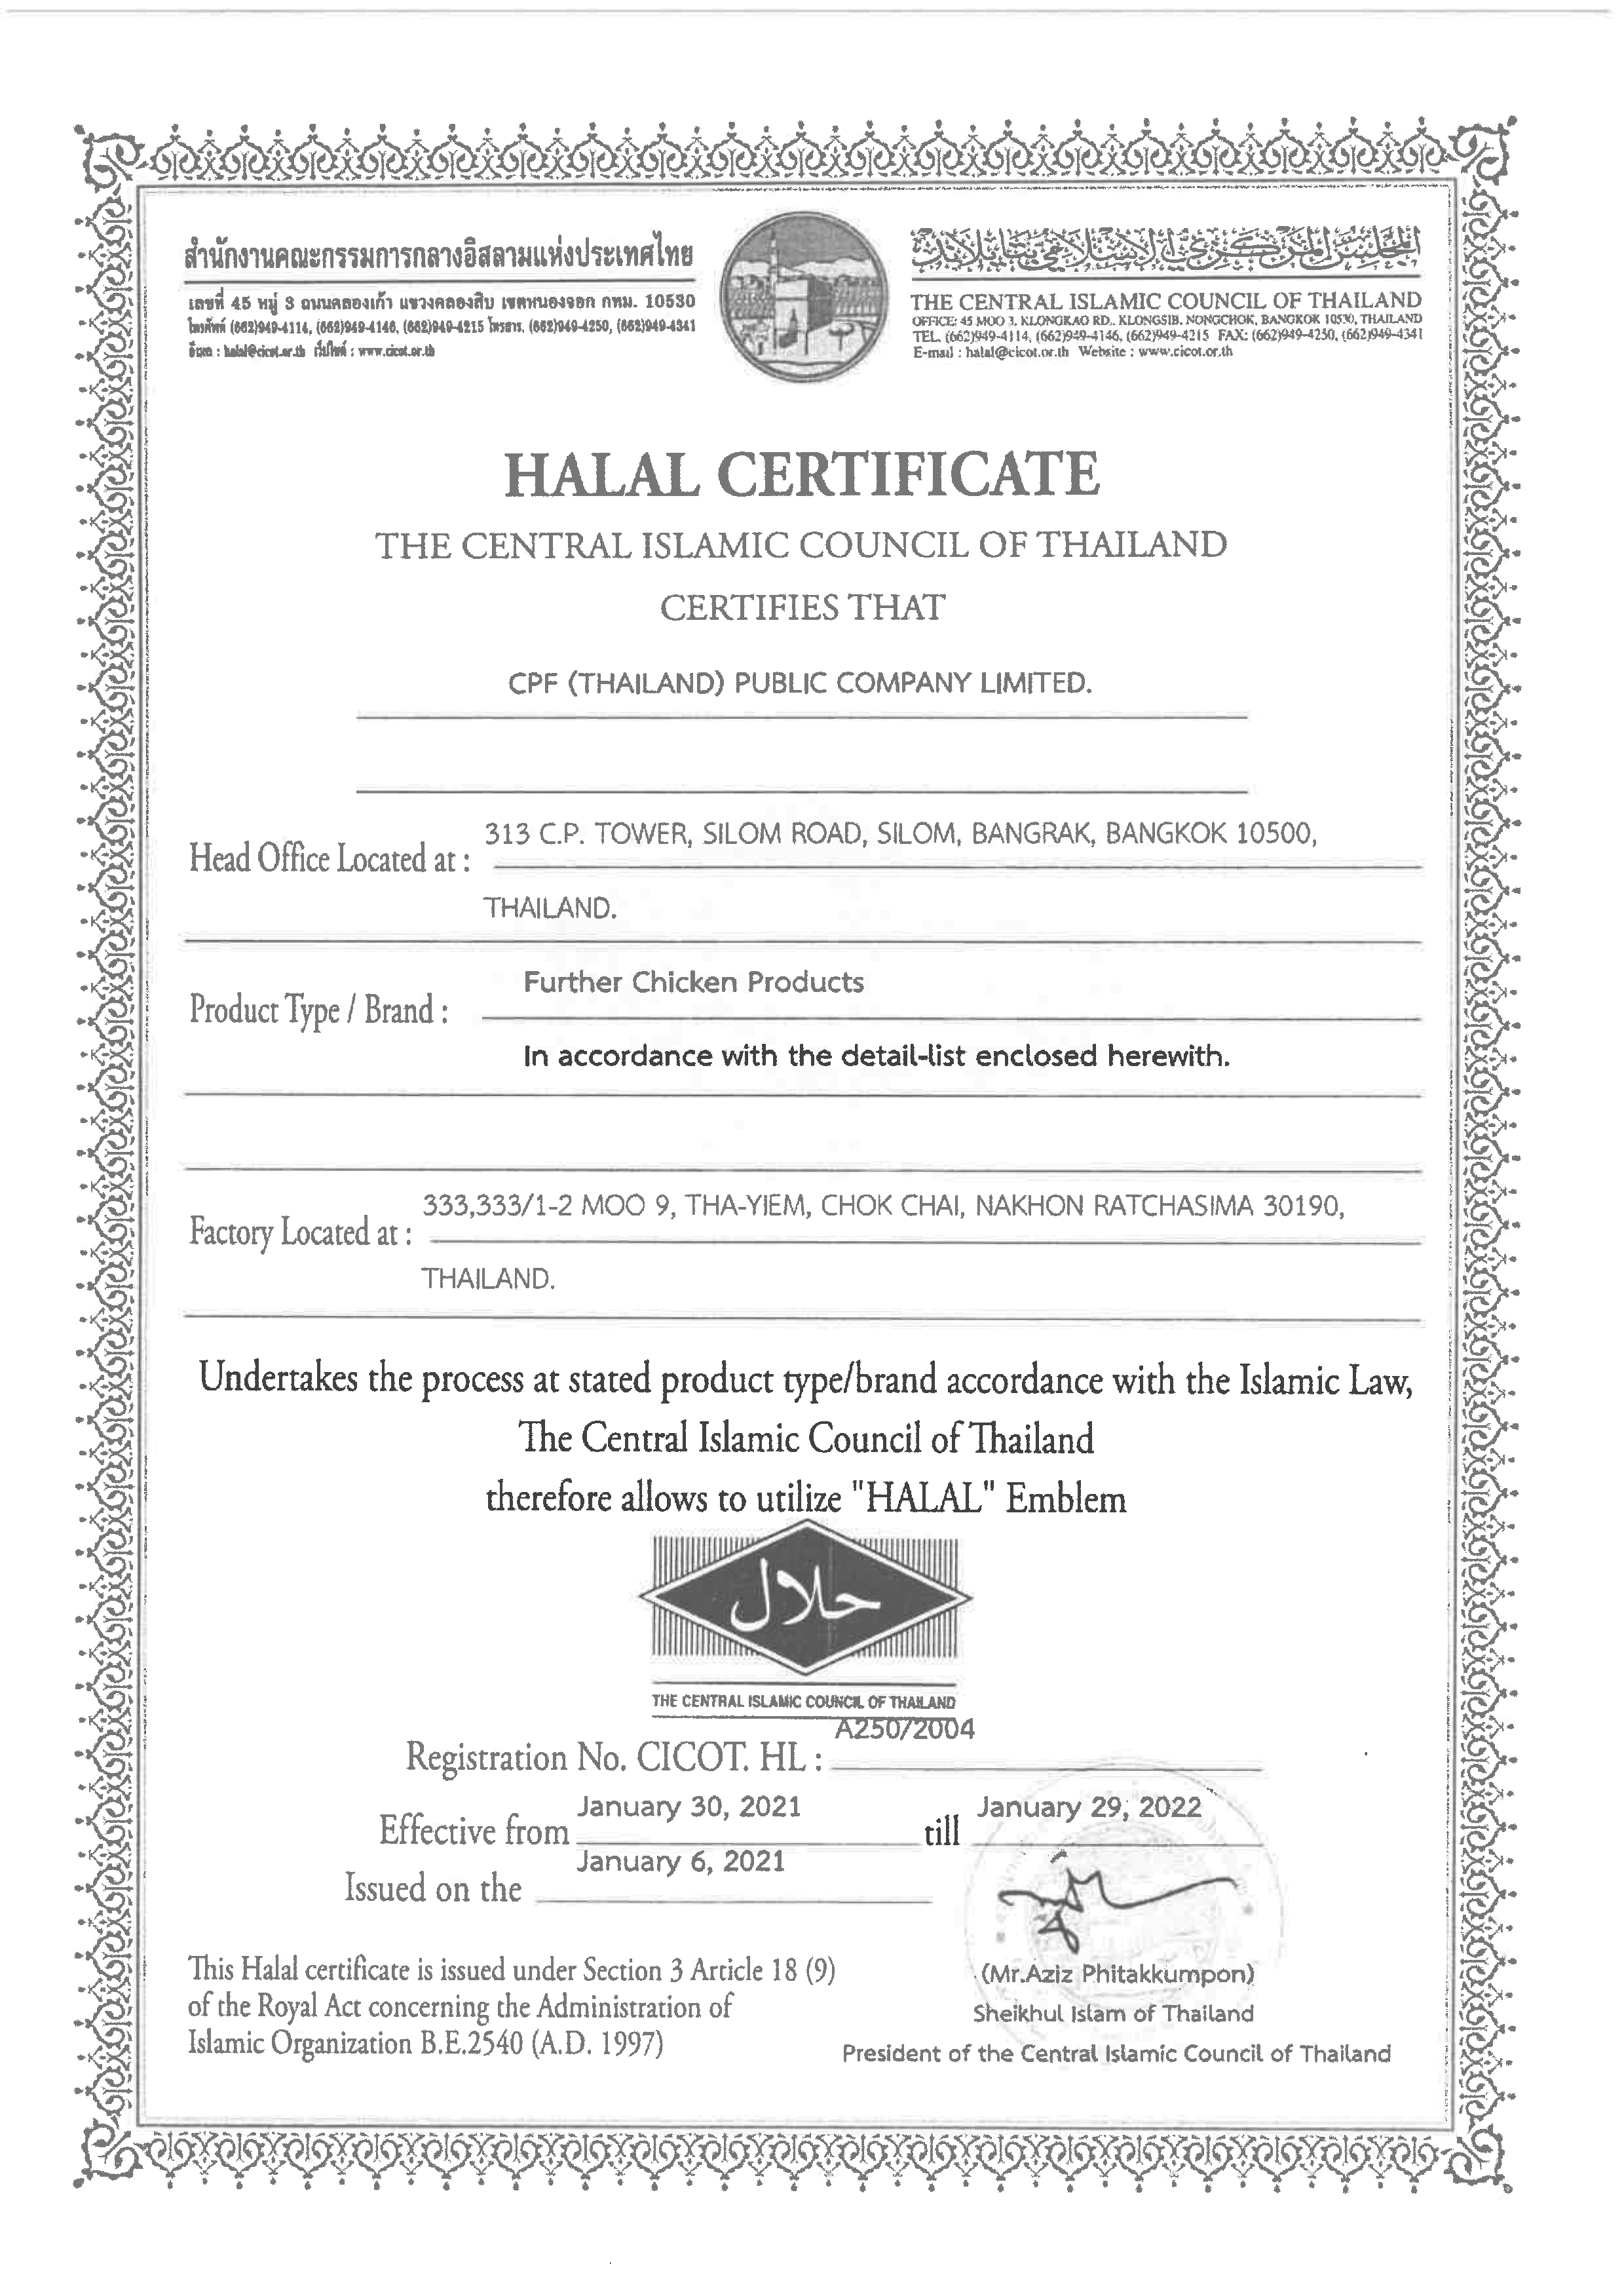 สำนักงานคณะกรรมการกลางอิสลามแห่งประเทศไทย
เลขที่ 45 หมู่ 3 ถนนคลองเก้า แขวงคลองสิบ เขตหนองจอก กทม. 10530
โทรศัพท์ (662)949-4114, (662)949-4146, (662)949-4215 โทรสาร. (662)949-4250, (662)949-4341
อีเมล : halal@cicot.or.th เว็บไซต์ : www.cicot.or.th
THE CENTRAL ISLAMIC COUNCIL OF THAILAND
OFFICE: 45 MOO 3, KLONGKAO RD., KLONGSIB, NONGCHOK, BANGKOK 10530, THAILAND
TEL. (662)949-4114, (662)949-4146, (662)949-4215 FAX: (662)949-4250, (662)949-4341
E-mail : halal@cicot.or.th Website : www.cicot.or.th
HALAL CERTIFICATE
THE CENTRAL ISLAMIC COUNCIL OF THAILAND
CERTIFIES THAT
CPF (THAILAND) PUBLIC COMPANY LIMITED.
Head Office Located at : 313 C.P. TOWER, SILOM ROAD, SILOM, BANGRAK, BANGKOK 10500,
THAILAND.
Product Type / Brand : Further Chicken Products
In accordance with the detail-list enclosed herewith.
Factory Located at : 333,333/1-2 MOO 9, THA-YIEM, CHOK CHAI, NAKHON RATCHASIMA 30190,
THAILAND.
Undertakes the process at stated product type/brand accordance with the Islamic Law,
The Central Islamic Council of Thailand
therefore allows to utilize "HALAL" Emblem
حلال
THE CENTRAL ISLAMIC COUNCIL OF THAILAND
Registration No. CICOT. HL : A250/2004
Effective from January 30, 2021 till January 29, 2022
Issued on the January 6, 2021
This Halal certificate is issued under Section 3 Article 18 (9)
of the Royal Act concerning the Administration of
Islamic Organization B.E.2540 (A.D. 1997)
(Mr.Aziz Phitakkumpon)
Sheikhul Islam of Thailand
President of the Central Islamic Council of Thailand